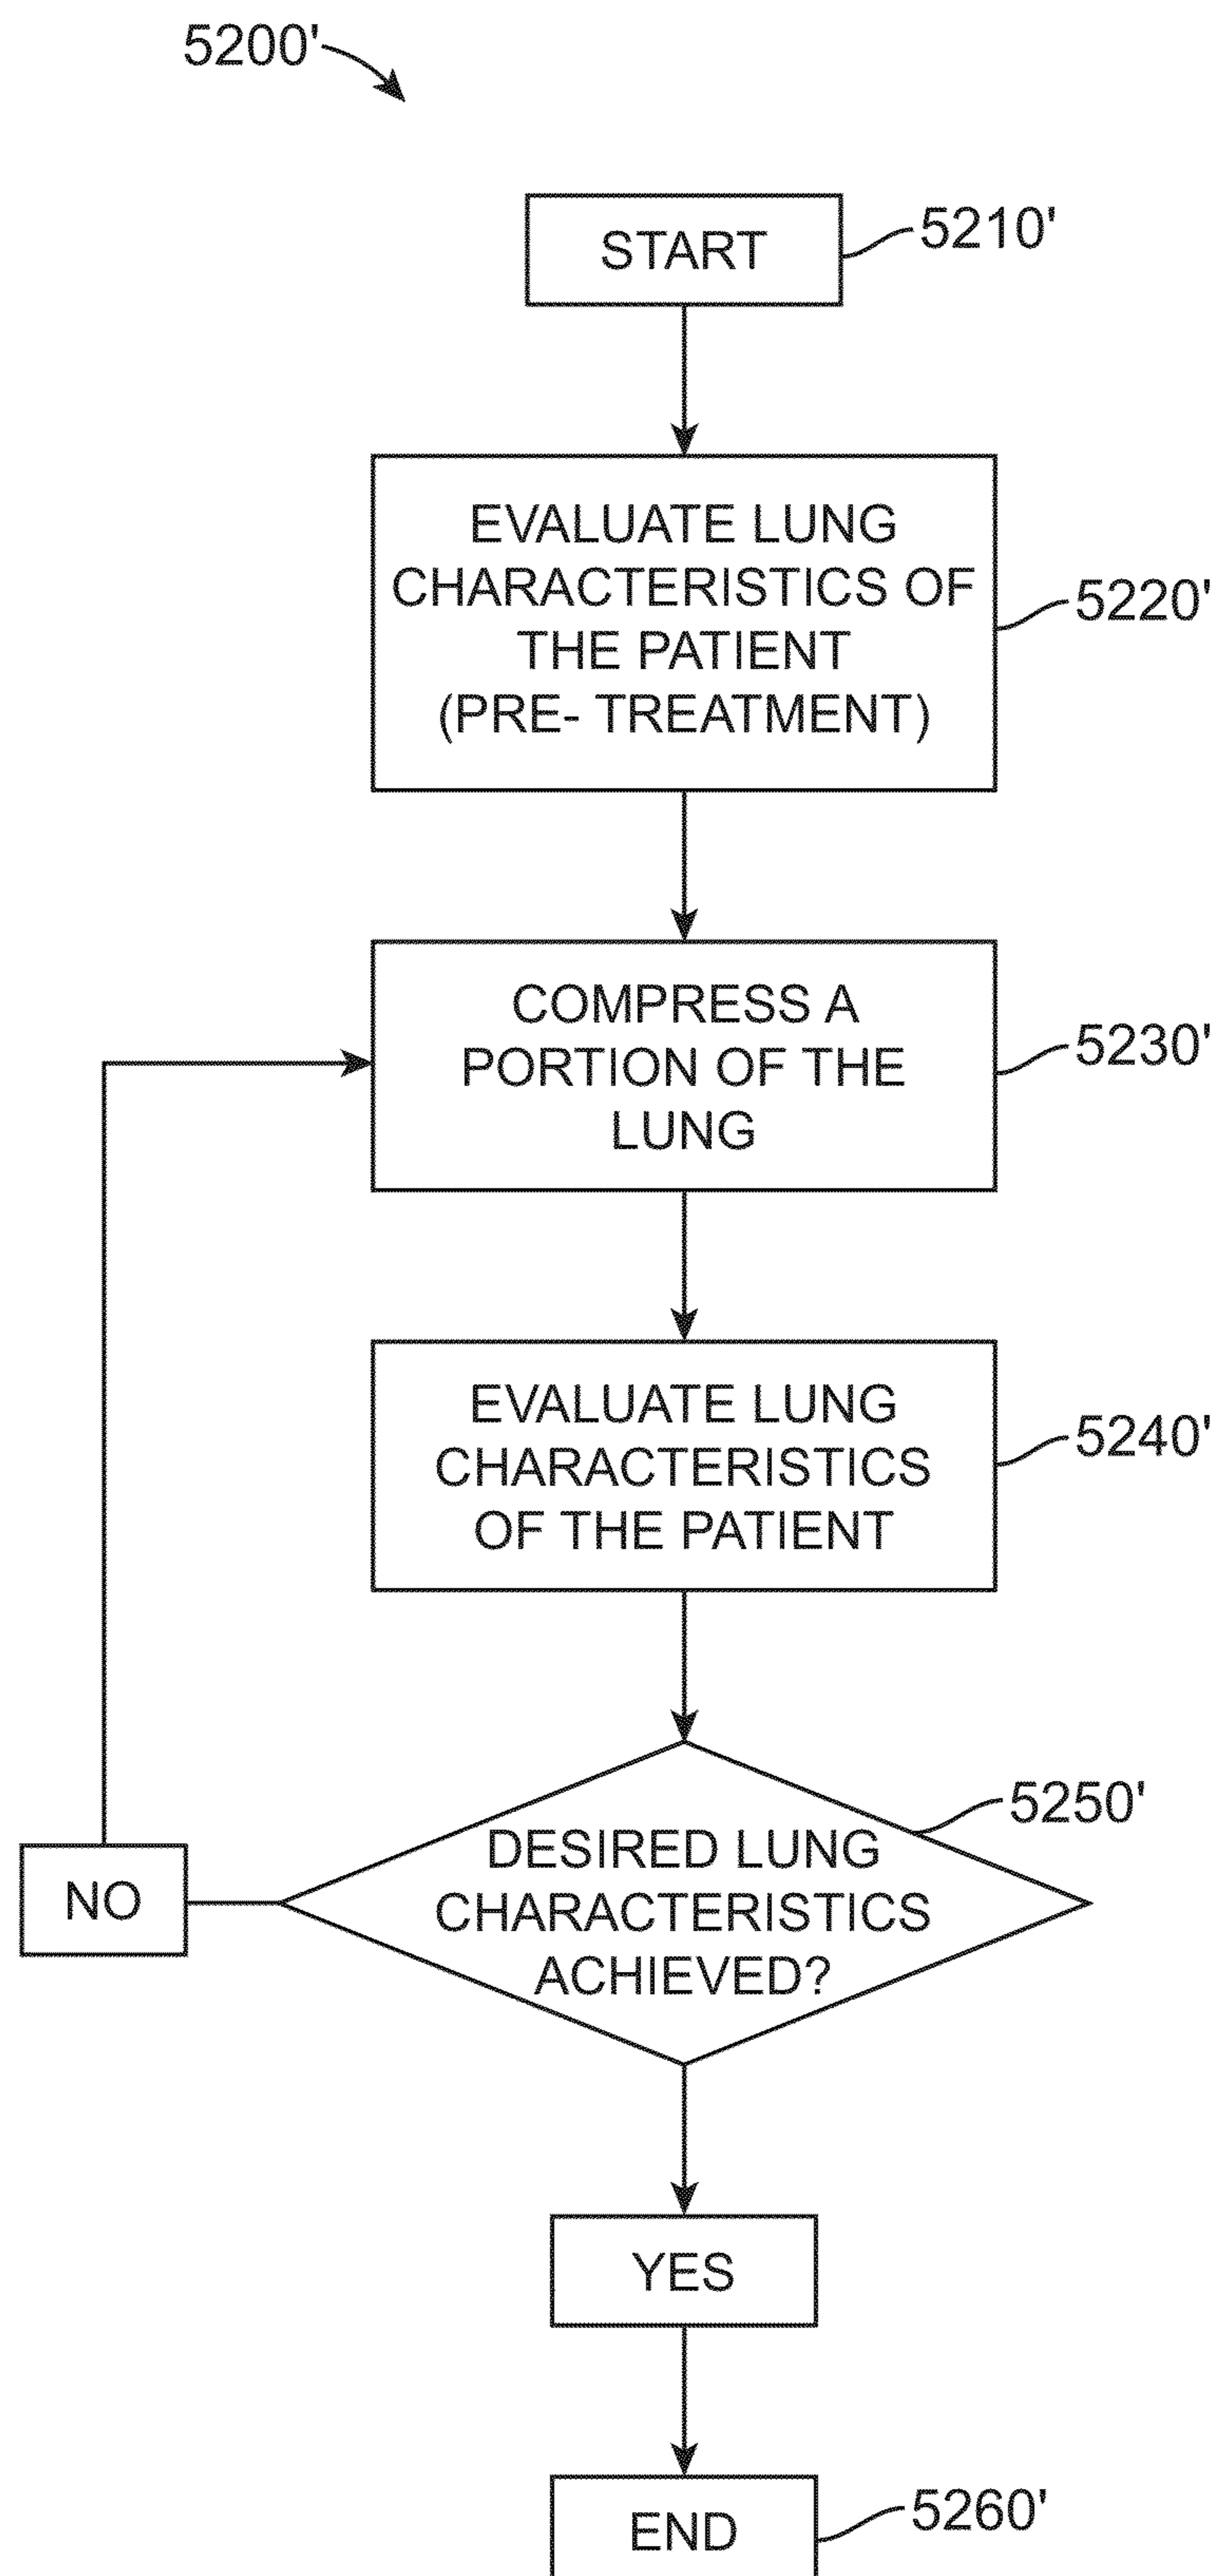 5200'
START
5210'
EVALUATE LUNG
CHARACTERISTICS OF
THE PATIENT
(PRE- TREATMENT)
5220'
COMPRESS A
PORTION OF THE
LUNG
5230'
EVALUATE LUNG
CHARACTERISTICS
OF THE PATIENT
5240'
DESIRED LUNG
CHARACTERISTICS
ACHIEVED?
5250'
NO
YES
END
5260'